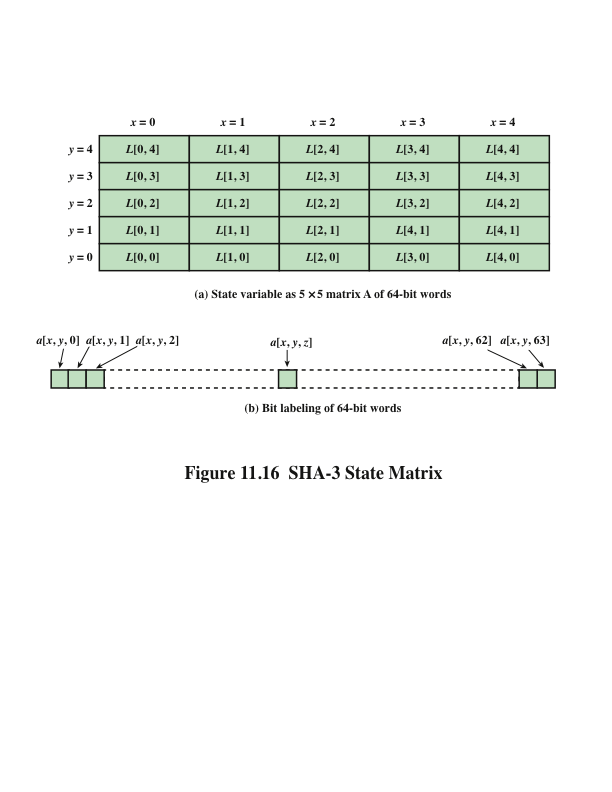 x = 0 x = 1 x = 2 x = 3 x = 4
y = 4 L[0, 4] L[1, 4] L[2, 4] L[3, 4] L[4, 4]
y = 3 L[0, 3] L[1, 3] L[2, 3] L[3, 3] L[4, 3]
y = 2 L[0, 2] L[1, 2] L[2, 2] L[3, 2] L[4, 2]
y = 1 L[0, 1] L[1, 1] L[2, 1] L[4, 1] L[4, 1]
y = 0 L[0, 0] L[1, 0] L[2, 0] L[3, 0] L[4, 0]
(a) State variable as 5 × 5 matrix A of 64-bit words
a[x, y, 0] a[x, y, 1] a[x, y, 2] a[x, y, z] a[x, y, 62] a[x, y, 63]
(b) Bit labeling of 64-bit words
Figure 11.16 SHA-3 State Matrix